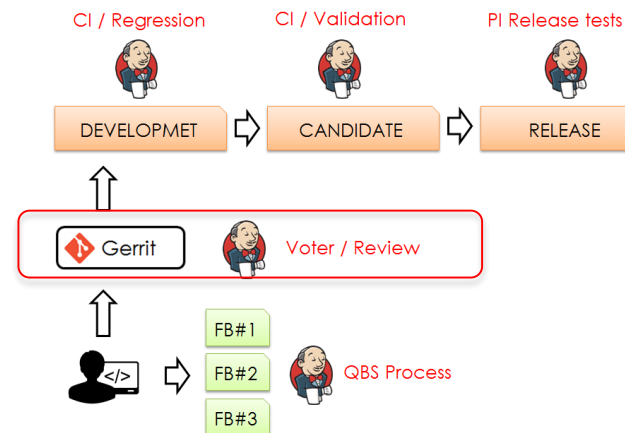 CI / Regression
CI / Validation
PI Release tests
DEVELOPMET
CANDIDATE
RELEASE
Gerrit
Voter / Review
</>
FB#1
FB#2
QBS Process
FB#3